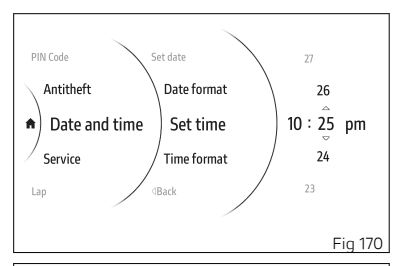 PIN Code Set date 27
Antitheft Date format 26
Date and time Set time 10 : 25 pm
Service Time format 24
Lap Back 23
Fig 170